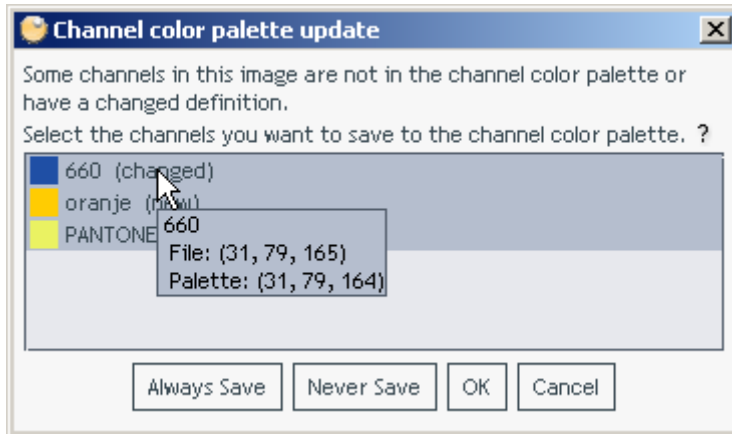 Channel color palette update
Some channels in this image are not in the channel color palette or
have a changed definition.
Select the channels you want to save to the channel color palette. ?
660 (changed)
oranje (new)
PANTONE
660
File: (31, 79, 165)
Palette: (31, 79, 164)
Always Save Never Save OK Cancel